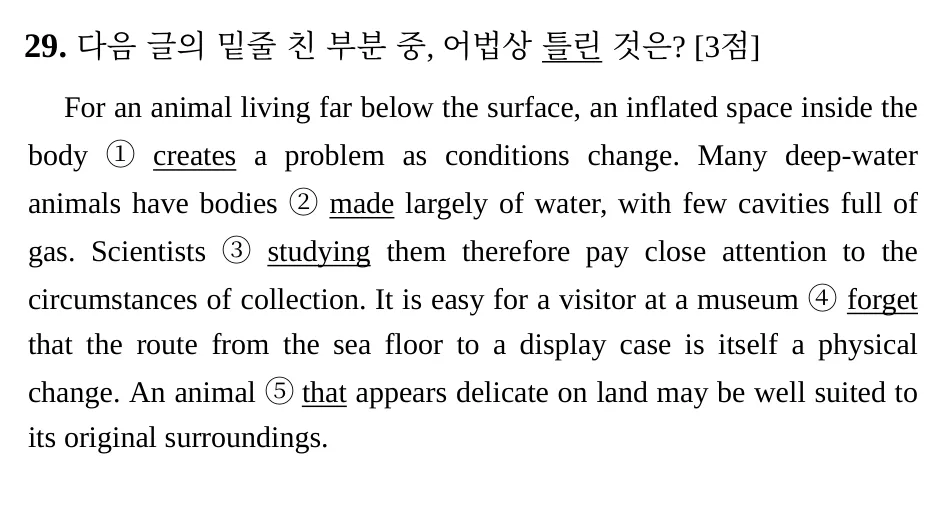 29. 다음 글의 밑줄 친 부분 중, 어법상 틀린 것은? [3점]
For an animal living far below the surface, an inflated space inside the
body ① creates a problem as conditions change. Many deep-water
animals have bodies ② made largely of water, with few cavities full of
gas. Scientists ③ studying them therefore pay close attention to the
circumstances of collection. It is easy for a visitor at a museum ④ forget
that the route from the sea floor to a display case is itself a physical
change. An animal ⑤ that appears delicate on land may be well suited to
its original surroundings.